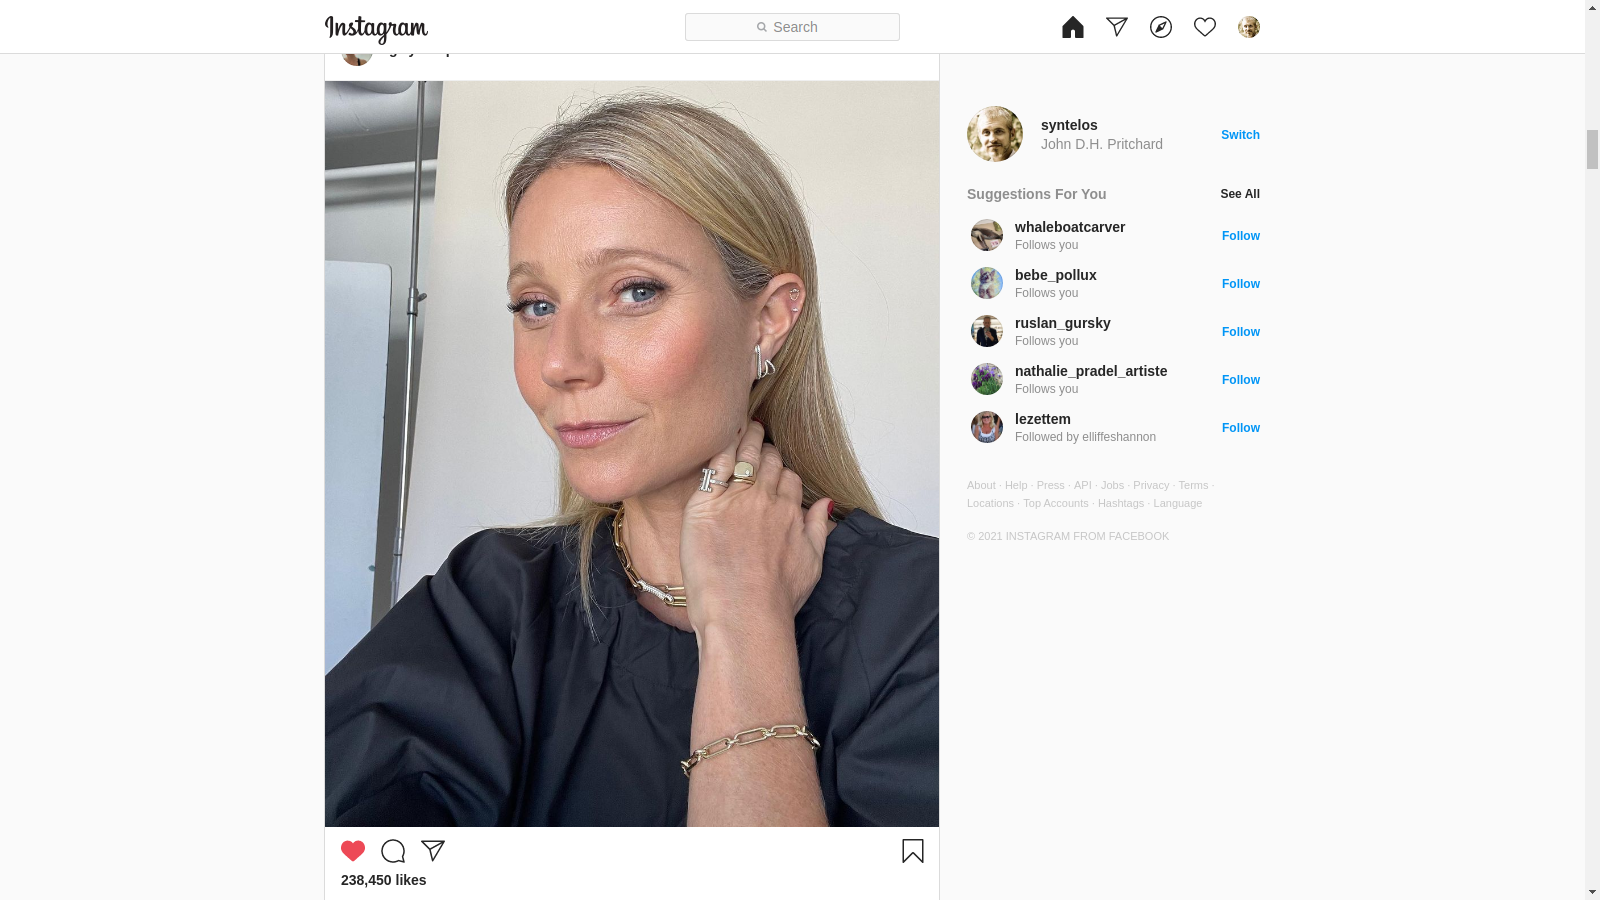 Instagram
Search
syntelos
John D.H. Pritchard
Switch
Suggestions For You
See All
whaleboatcarver
Follows you
Follow
bebe_pollux
Follows you
Follow
ruslan_gursky
Follows you
Follow
nathalie_pradel_artiste
Follows you
Follow
lezettem
Followed by elliffeshannon
Follow
About · Help · Press · API · Jobs · Privacy · Terms ·
Locations · Top Accounts · Hashtags · Language
© 2021 INSTAGRAM FROM FACEBOOK
238,450 likes